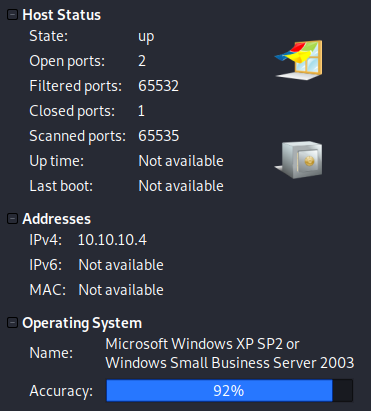 Host Status
State: up
Open ports: 2
Filtered ports: 65532
Closed ports: 1
Scanned ports: 65535
Up time: Not available
Last boot: Not available
Addresses
IPv4: 10.10.10.4
IPv6: Not available
MAC: Not available
Operating System
Name: Microsoft Windows XP SP2 or
Windows Small Business Server 2003
Accuracy: 92%